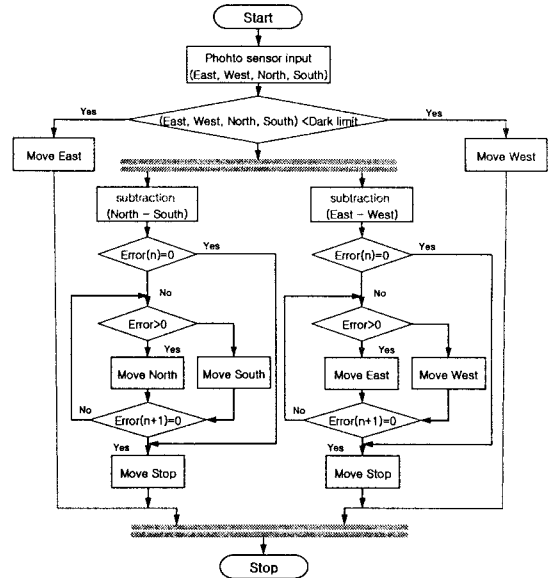 Start
Phohto sensor input
(East, West, North, South)
Yes
(East, West, North, South) <Dark limit
Yes
Move East
Move West
subtraction
(North - South)
subtraction
(East - West)
Error(n)=0
Yes
Error(n)=0
Yes
No
No
Error>0
Error>0
Yes
Yes
Move North
Move South
Move East
Move West
No
Error(n+1)=0
No
Error(n+1)=0
Yes
Yes
Move Stop
Move Stop
Stop